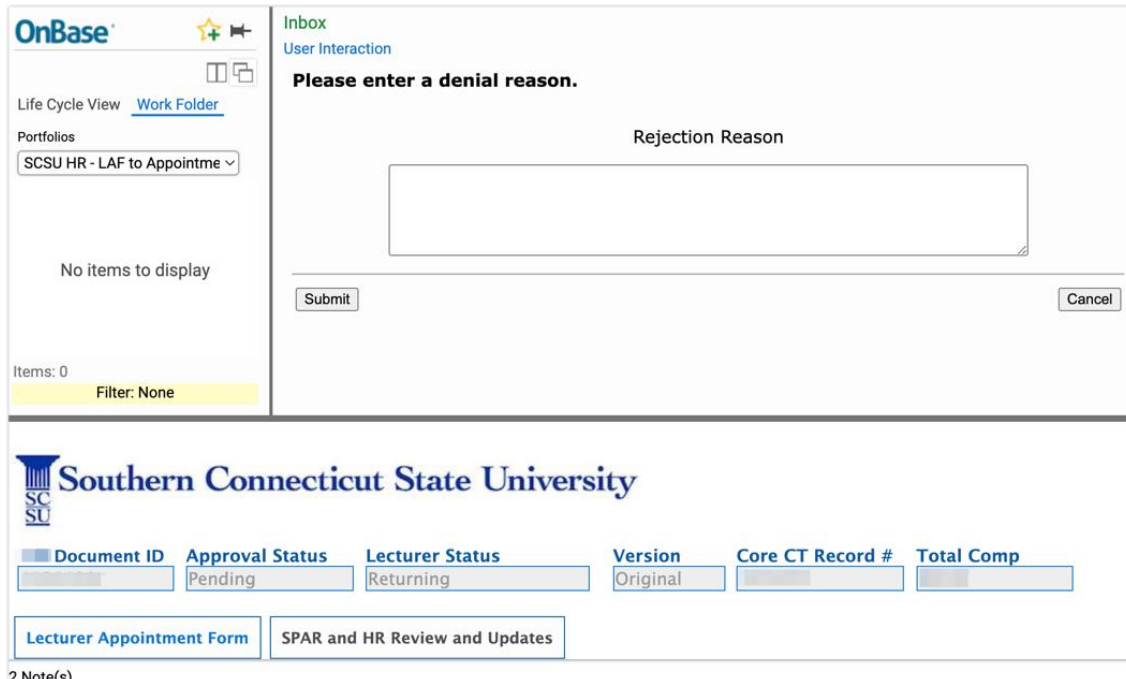 OnBase
Life Cycle View Work Folder
Portfolios
SCSU HR - LAF to Appointme
No items to display
Items: 0
Filter: None
Inbox
User Interaction
Please enter a denial reason.
Rejection Reason
Submit Cancel
SC
SU
Southern Connecticut State University
Document ID Approval Status Lecturer Status Version Core CT Record # Total Comp
Pending Returning Original
Lecturer Appointment Form SPAR and HR Review and Updates
2 Note(s)